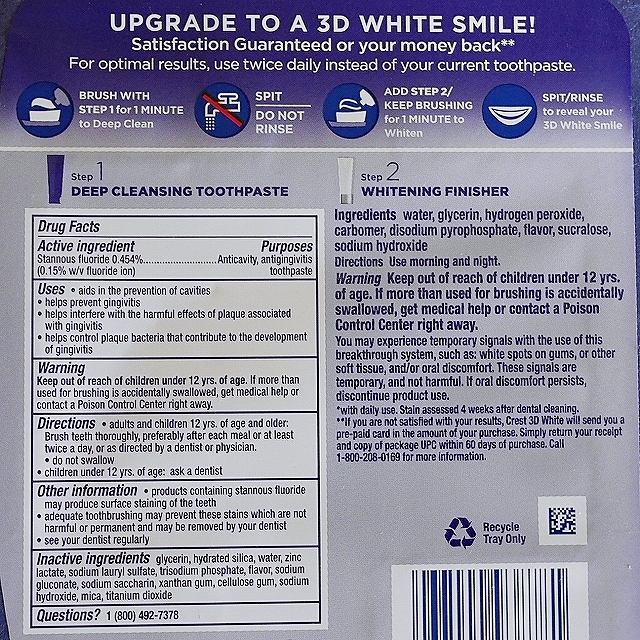 UPGRADE TO A 3D WHITE SMILE!
Satisfaction Guaranteed or your money back**
For optimal results, use twice daily instead of your current toothpaste.
BRUSH WITH
STEP 1 for 1 MINUTE
to Deep Clean
SPIT
DO NOT
RINSE
ADD STEP 2/
KEEP BRUSHING
for 1 MINUTE to
Whiten
SPIT/RINSE
to reveal your
3D White Smile
Step 1
DEEP CLEANSING TOOTHPASTE
Drug Facts
Active ingredient Purposes
Stannous fluoride 0.454%........................Anticavity, antigingivitis
(0.15% w/v fluoride ion) toothpaste
Uses • aids in the prevention of cavities
• helps prevent gingivitis
• helps interfere with the harmful effects of plaque associated
with gingivitis
• helps control plaque bacteria that contribute to the development
of gingivitis
Warning
Keep out of reach of children under 12 yrs. of age. If more than
used for brushing is accidentally swallowed, get medical help or
contact a Poison Control Center right away.
Directions • adults and children 12 yrs. of age and older:
Brush teeth thoroughly, preferably after each meal or at least
twice a day, or as directed by a dentist or physician.
• do not swallow
• children under 12 yrs. of age: ask a dentist
Other information • products containing stannous fluoride
may produce surface staining of the teeth
• adequate toothbrushing may prevent these stains which are not
harmful or permanent and may be removed by your dentist
• see your dentist regularly
Inactive ingredients glycerin, hydrated silica, water, zinc
lactate, sodium lauryl sulfate, trisodium phosphate, flavor, sodium
gluconate, sodium saccharin, xanthan gum, cellulose gum, sodium
hydroxide, mica, titanium dioxide
Questions? 1 (800) 492-7378
Step 2
WHITENING FINISHER
Ingredients water, glycerin, hydrogen peroxide,
carbomer, disodium pyrophosphate, flavor, sucralose,
sodium hydroxide
Directions Use morning and night.
Warning Keep out of reach of children under 12 yrs.
of age. If more than used for brushing is accidentally
swallowed, get medical help or contact a Poison
Control Center right away.
You may experience temporary signals with the use of this
breakthrough system, such as: white spots on gums, or other
soft tissue, and/or oral discomfort. These signals are
temporary, and not harmful. If oral discomfort persists,
discontinue product use.
*with daily use. Stain assessed 4 weeks after dental cleaning.
**If you are not satisfied with your results, Crest 3D White will send you a
pre-paid card in the amount of your purchase. Simply return your receipt
and copy of package UPC within 60 days of purchase. Call
1-800-208-0169 for more information.
Recycle
Tray Only